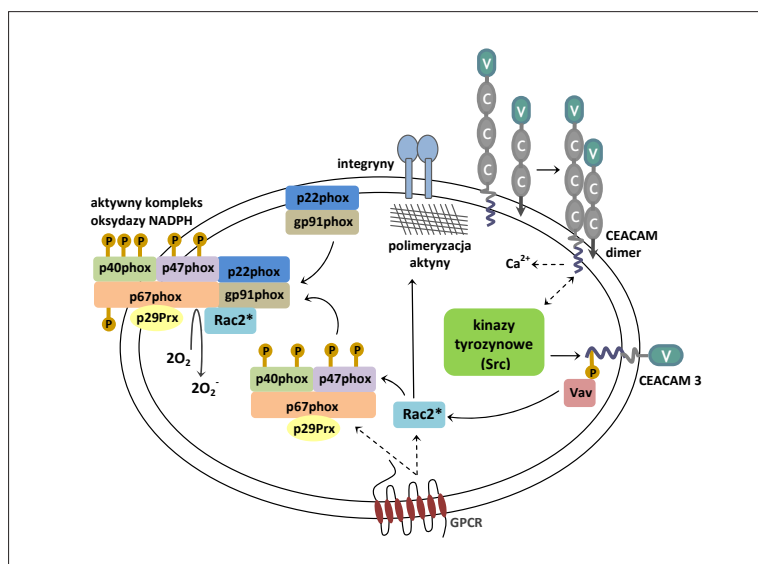 V
C
C
C
C
V
C
C
V
C
C
C
C
V
C
C
integryny
aktywny kompleks
oksydazy NADPH
p22phox
gp91phox
polimeryzacja
aktyny
CEACAM
dimer
Ca²⁺
P P P P P
p40phox p47phox p22phox
p67phox gp91phox
p29Prx Rac2*
P
2O₂
2O₂⁻
kinazy
tyrozynowe
(Src)
V
CEACAM 3
P
Vav
P P P P
p40phox p47phox
p67phox
p29Prx
Rac2*
GPCR